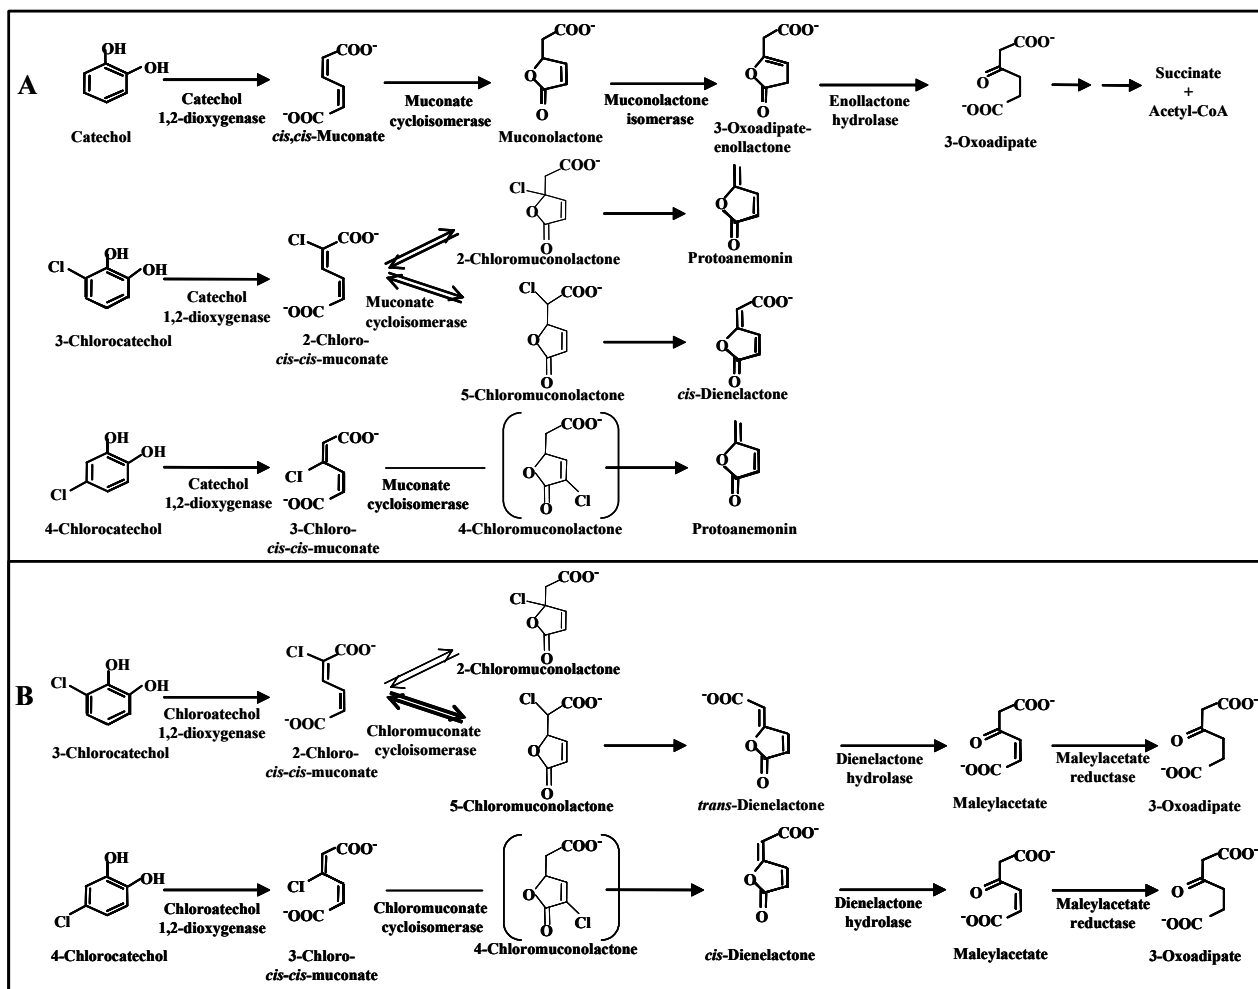 A
OH
OH
Catechol
Catechol
1,2-dioxygenase
COO⁻
⁻OOC
cis,cis-Muconate
Muconate
cycloisomerase
COO⁻
O
O
Muconolactone
Muconolactone
isomerase
COO⁻
O
O
3-Oxoadipate-
enollactone
Enollactone
hydrolase
COO⁻
O
⁻OOC
3-Oxoadipate
Succinate
+
Acetyl-CoA
OH
Cl
OH
3-Chlorocatechol
Catechol
1,2-dioxygenase
Cl
COO⁻
⁻OOC
2-Chloro-
cis-cis-muconate
Muconate
cycloisomerase
COO⁻
Cl
O
O
2-Chloromuconolactone
O
O
Protoanemonin
Cl
COO⁻
O
O
5-Chloromuconolactone
COO⁻
O
O
cis-Dienelactone
OH
OH
Cl
4-Chlorocatechol
Catechol
1,2-dioxygenase
COO⁻
Cl
⁻OOC
3-Chloro-
cis-cis-muconate
Muconate
cycloisomerase
COO⁻
O
O
Cl
4-Chloromuconolactone
O
O
Protoanemonin
B
OH
Cl
OH
3-Chlorocatechol
Chloroatechol
1,2-dioxygenase
Cl
COO⁻
⁻OOC
2-Chloro-
cis-cis-muconate
Chloromuconate
cycloisomerase
COO⁻
Cl
O
O
2-Chloromuconolactone
Cl
COO⁻
O
O
5-Chloromuconolactone
⁻OOC
O
O
trans-Dienelactone
Dienelactone
hydrolase
COO⁻
O
⁻OOC
Maleylacetate
Maleylacetate
reductase
COO⁻
O
⁻OOC
3-Oxoadipate
OH
OH
Cl
4-Chlorocatechol
Chloroatechol
1,2-dioxygenase
COO⁻
Cl
⁻OOC
3-Chloro-
cis-cis-muconate
Chloromuconate
cycloisomerase
COO⁻
O
O
Cl
4-Chloromuconolactone
COO⁻
O
O
cis-Dienelactone
Dienelactone
hydrolase
COO⁻
O
⁻OOC
Maleylacetate
Maleylacetate
reductase
COO⁻
O
⁻OOC
3-Oxoadipate